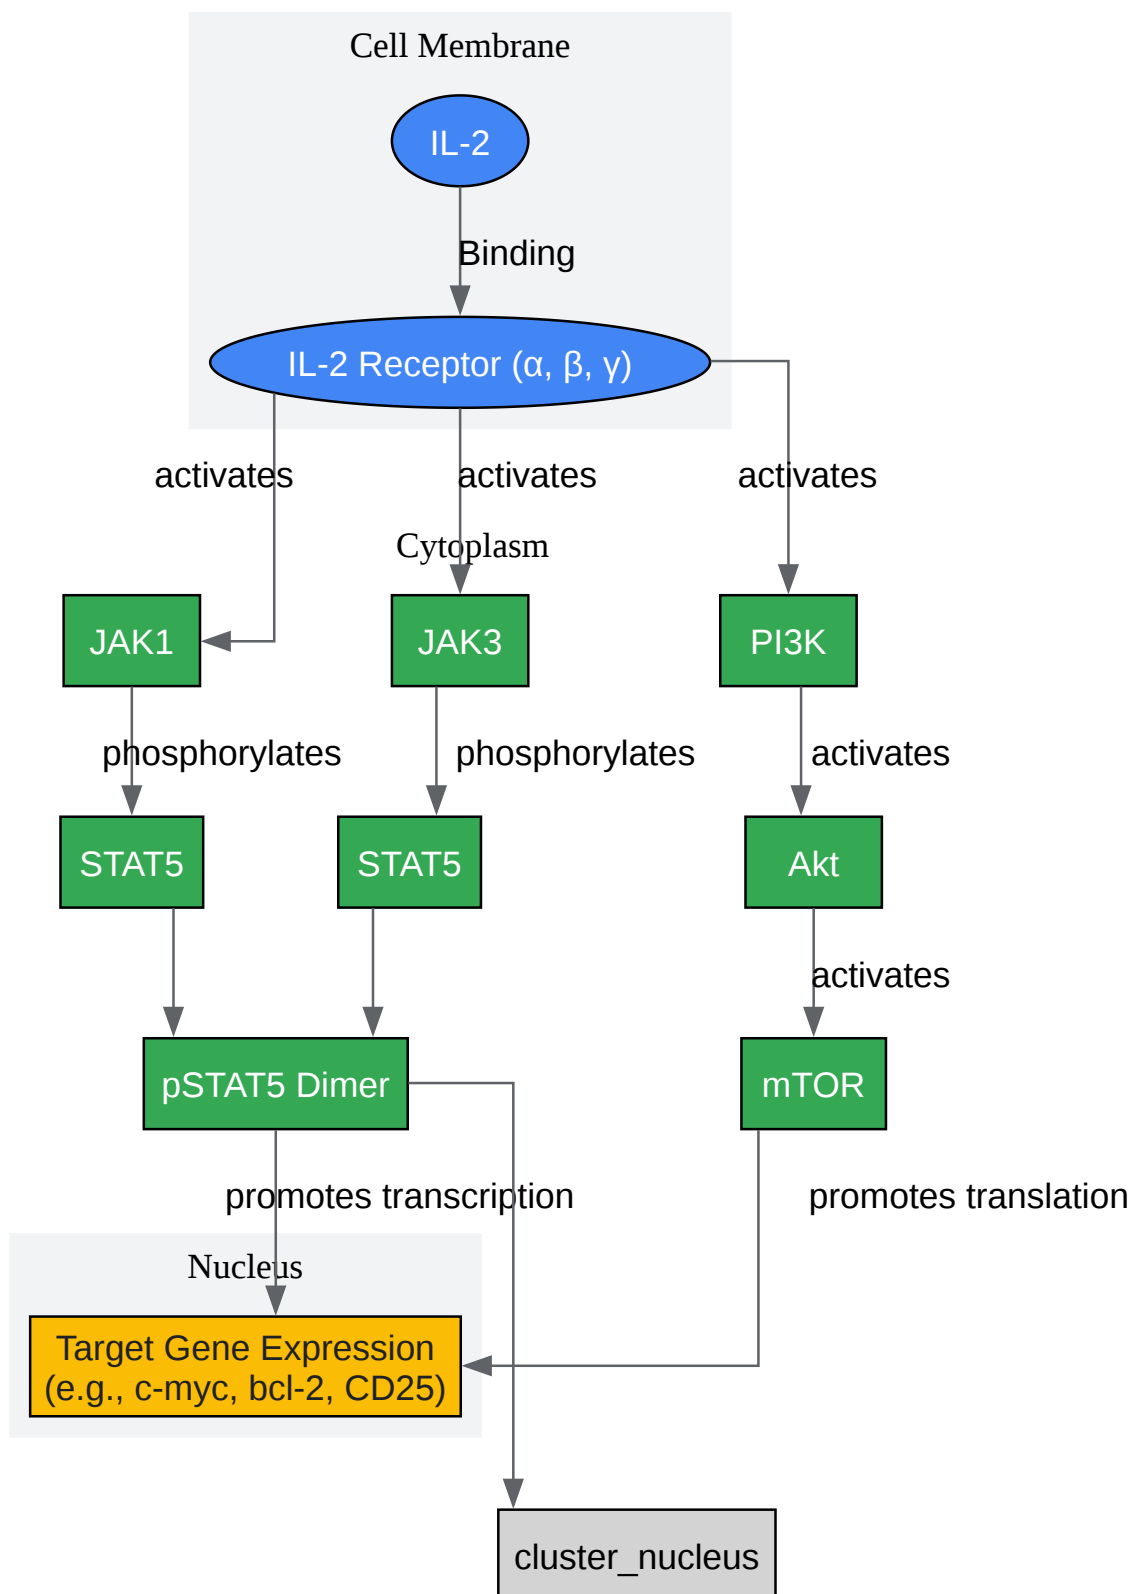 Cell Membrane
IL-2
Binding
IL-2 Receptor (α, β, γ)
activates
activates
activates
Cytoplasm
JAK1
JAK3
PI3K
phosphorylates
phosphorylates
activates
STAT5
STAT5
Akt
activates
pSTAT5 Dimer
mTOR
promotes transcription
promotes translation
Nucleus
Target Gene Expression
(e.g., c-myc, bcl-2, CD25)
cluster_nucleus